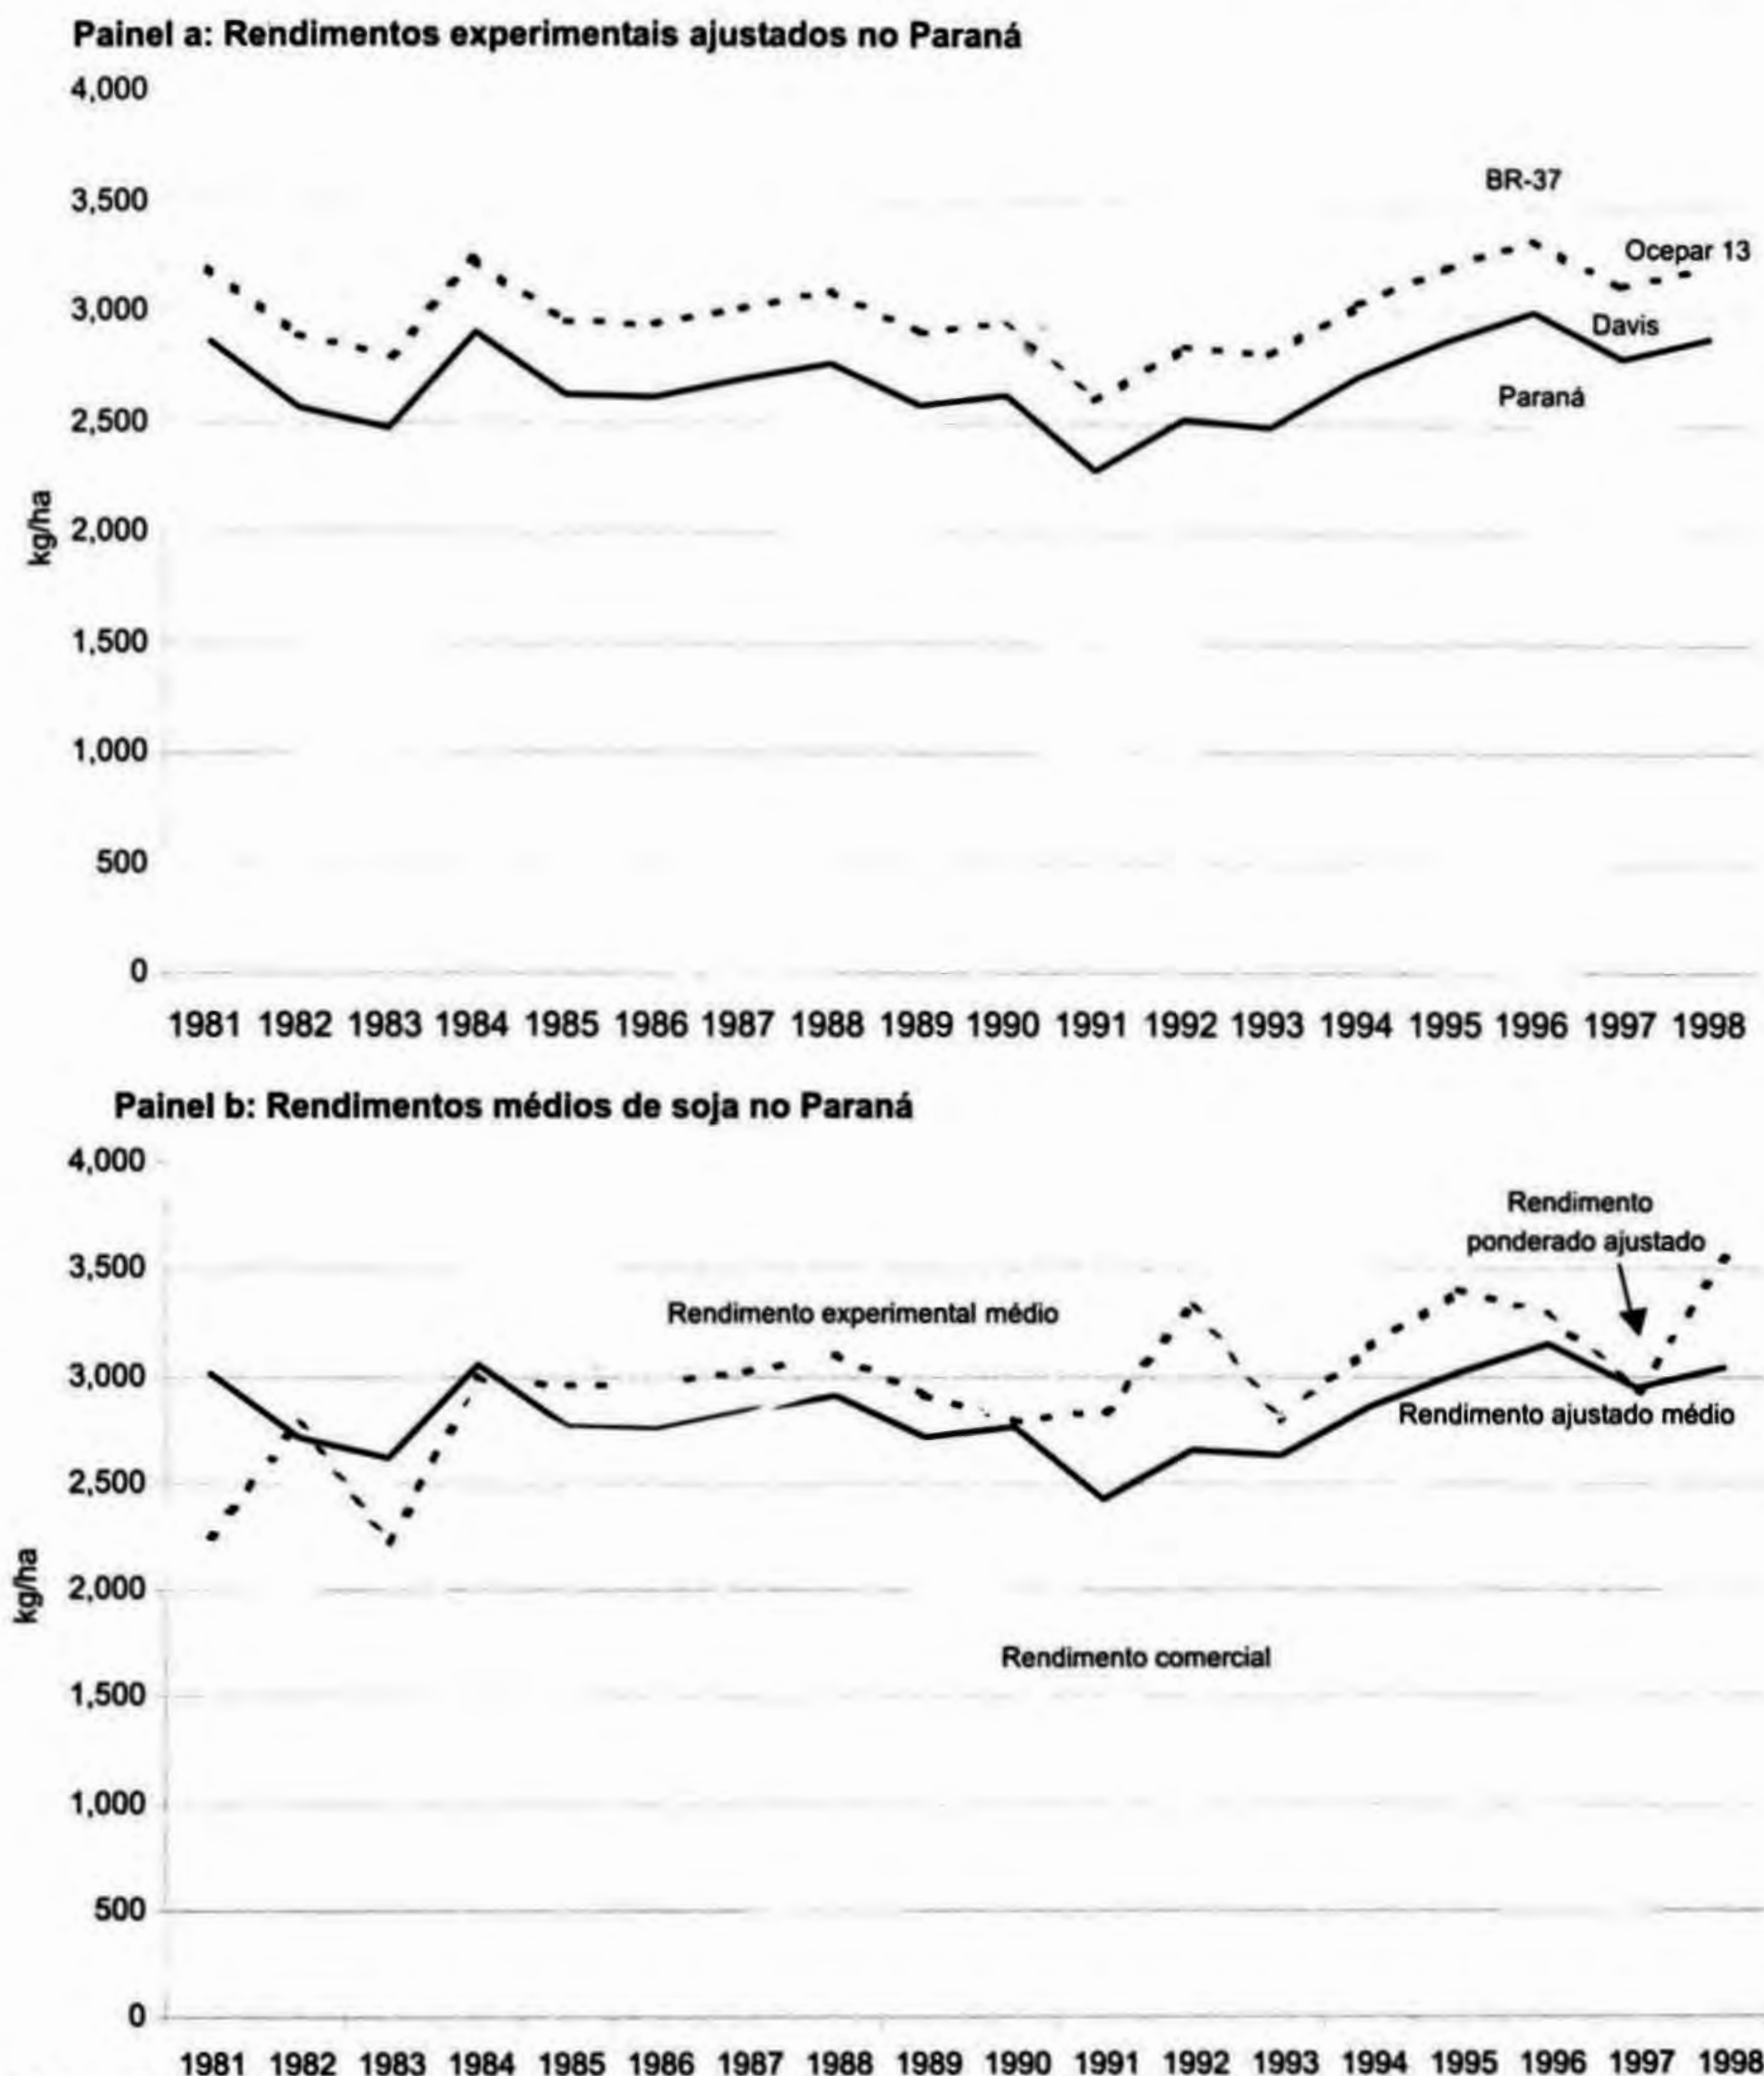 Painel a: Rendimentos experimentais ajustados no Paraná
4,000
3,500
3,000
2,500
2,000
1,500
1,000
500
0
kg/ha
BR-37
Ocepar 13
Davis
Paraná
1981 1982 1983 1984 1985 1986 1987 1988 1989 1990 1991 1992 1993 1994 1995 1996 1997 1998
Painel b: Rendimentos médios de soja no Paraná
4,000
3,500
3,000
2,500
2,000
1,500
1,000
500
0
kg/ha
Rendimento
ponderado ajustado
Rendimento experimental médio
Rendimento ajustado médio
Rendimento comercial
1981 1982 1983 1984 1985 1986 1987 1988 1989 1990 1991 1992 1993 1994 1995 1996 1997 1998